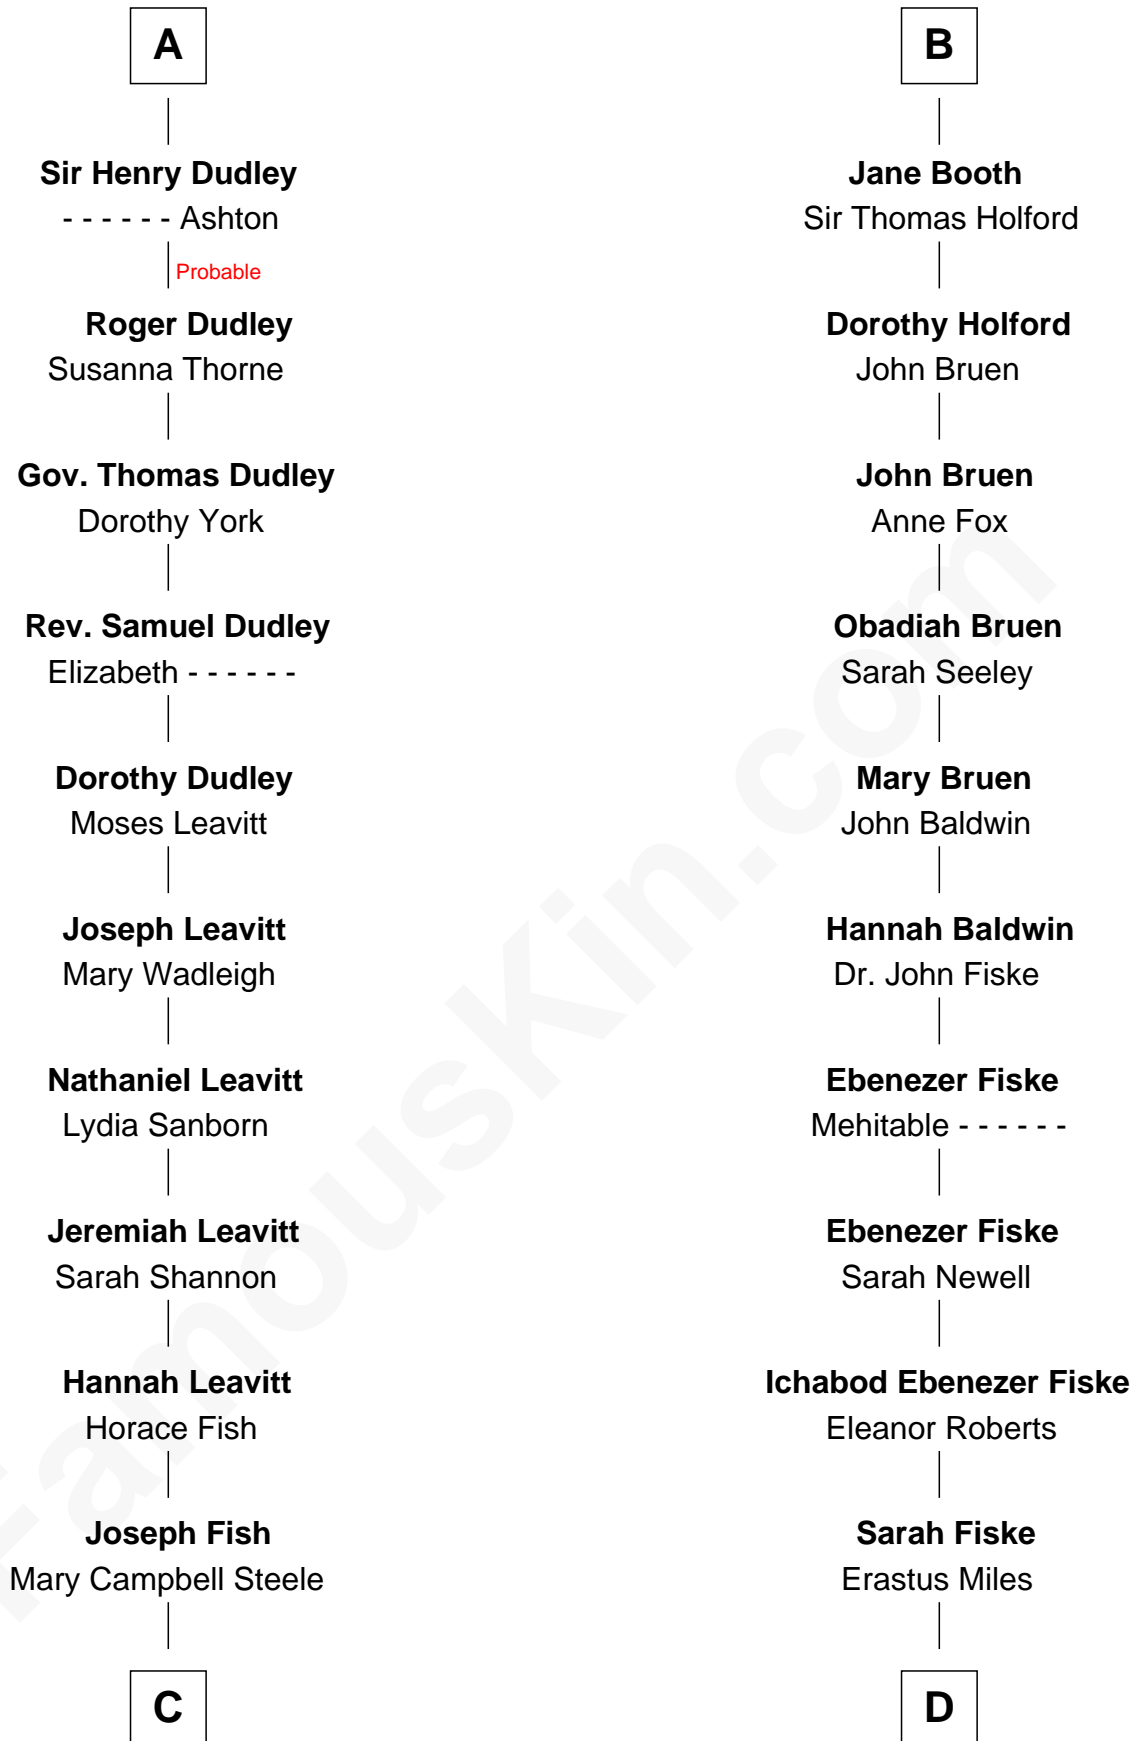 A
Sir Henry Dudley
- - - - - - Ashton
Probable
Roger Dudley
Susanna Thorne
Gov. Thomas Dudley
Dorothy York
Rev. Samuel Dudley
Elizabeth - - - - - -
Dorothy Dudley
Moses Leavitt
Joseph Leavitt
Mary Wadleigh
Nathaniel Leavitt
Lydia Sanborn
Jeremiah Leavitt
Sarah Shannon
Hannah Leavitt
Horace Fish
Joseph Fish
Mary Campbell Steele
C
B
Jane Booth
Sir Thomas Holford
Dorothy Holford
John Bruen
John Bruen
Anne Fox
Obadiah Bruen
Sarah Seeley
Mary Bruen
John Baldwin
Hannah Baldwin
Dr. John Fiske
Ebenezer Fiske
Mehitable - - - - - -
Ebenezer Fiske
Sarah Newell
Ichabod Ebenezer Fiske
Eleanor Roberts
Sarah Fiske
Erastus Miles
D
FamousKin.com